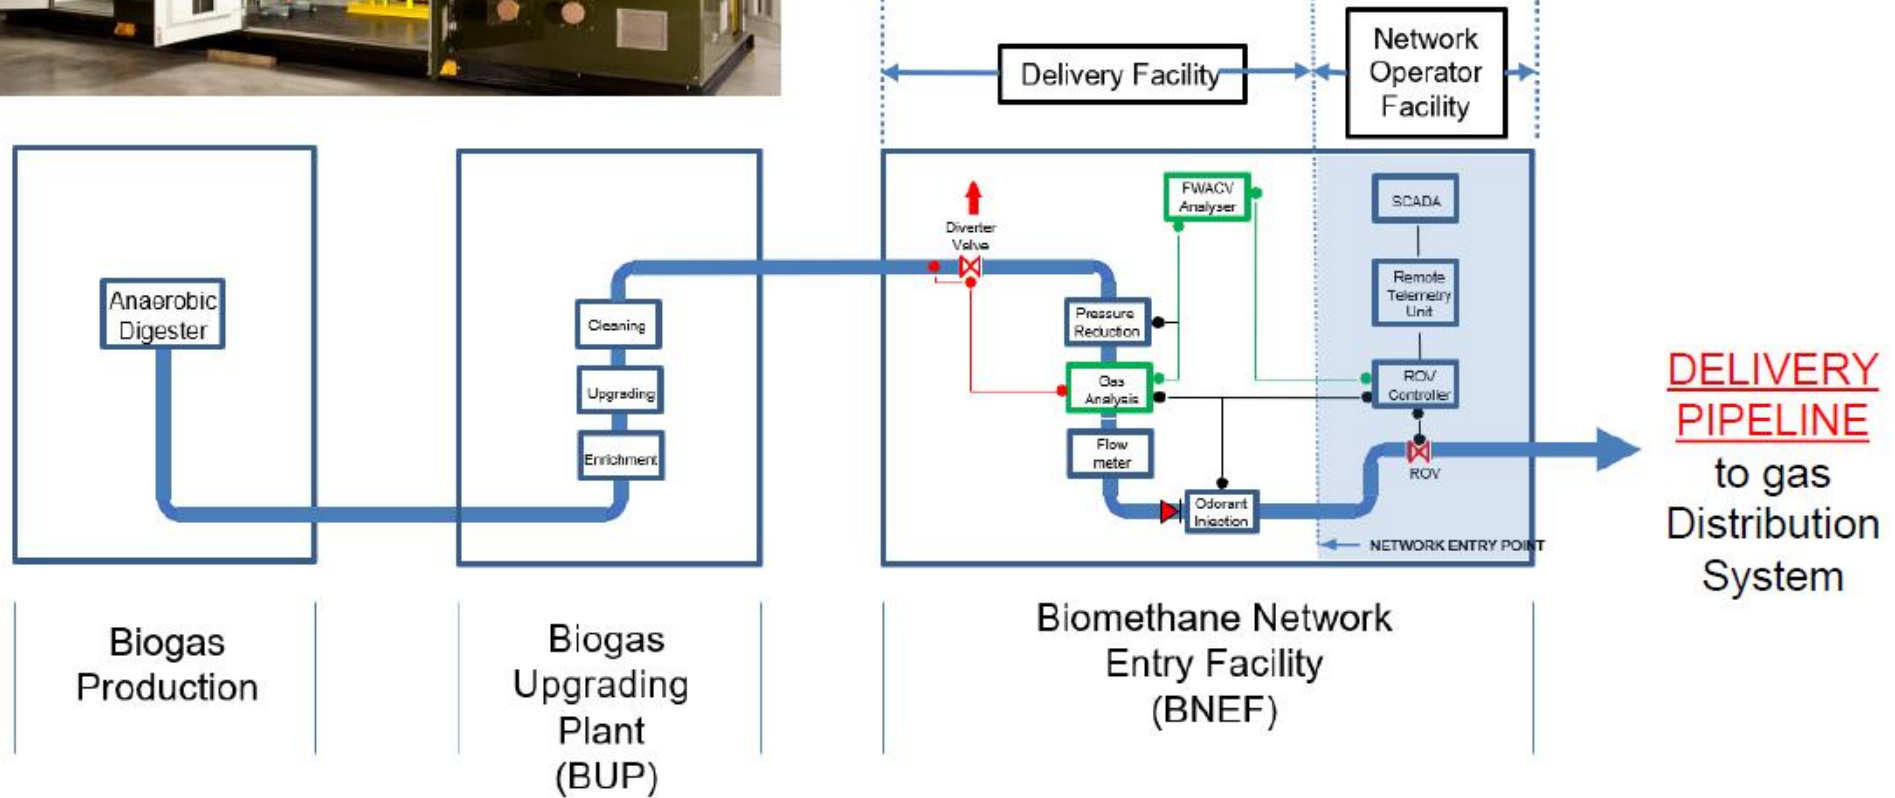 Delivery Facility
Network
Operator
Facility
Anaerobic
Digester
Cleaning
Upgrading
Enrichment
Diverter
Valve
FWACV
Analyser
Pressure
Reduction
Gas
Analysis
Flow
meter
Odorant
Injection
SCADA
Remote
Telemetry
Unit
ROV
Controller
ROV
NETWORK ENTRY POINT
DELIVERY
PIPELINE
to gas
Distribution
System
Biogas
Production
Biogas
Upgrading
Plant
(BUP)
Biomethane Network
Entry Facility
(BNEF)